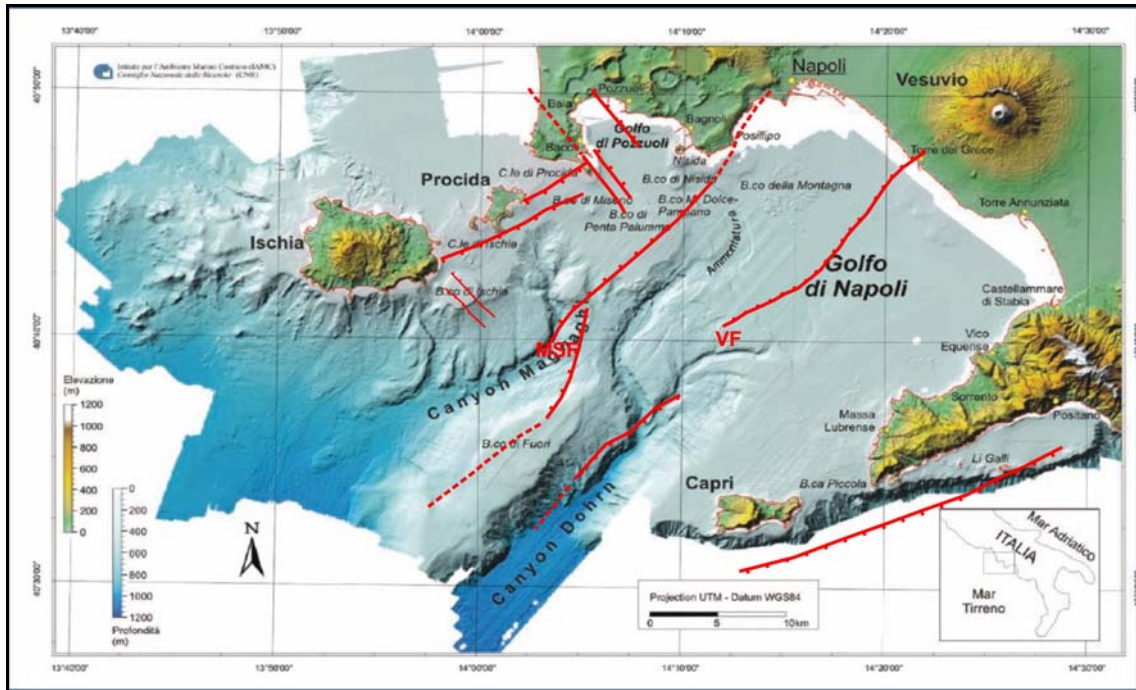 13°40'00"
13°50'00"
14°00'00"
14°10'00"
14°20'00"
14°30'00"
Istituto per l'Ambiente Marino Costiero (IAMC)
Consiglio Nazionale delle Ricerche (CNR)
40°50'00"
40°40'00"
40°30'00"
Napoli
Vesuvio
Pozzuoli
Baia
Golfo
di Pozzuoli
Bagnoli
Posillipo
Bacoli
Nisida
Torre del Greco
C.le di Procida
B.co di Nisida
B.co della Montagna
Procida
B.co di Miseno
B.co M. Dolce-
Pampano
B.co di
Penta Palummo
Torre Annunziata
Ischia
C.le di Ischia
Ammontatura
Golfo
di Napoli
B.co di Ischia
Castellammare
di Stabia
MSF
VF
Vico
Equense
Canyon Magnaghi
Elevazione
(m)
1200
1000
800
600
400
200
0
0
200
400
600
800
1000
1200
Profondità
(m)
Sorrento
Massa
Lubrense
Positano
B.co di Fuori
Li Galli
Capri
B.ca Piccola
Canyon Dohrn
N
Projection UTM - Datum WGS84
0 5 10km
Mar Adriatico
ITALIA
Mar
Tirreno
13°40'00"
13°50'00"
14°00'00"
14°10'00"
14°20'00"
14°30'00"